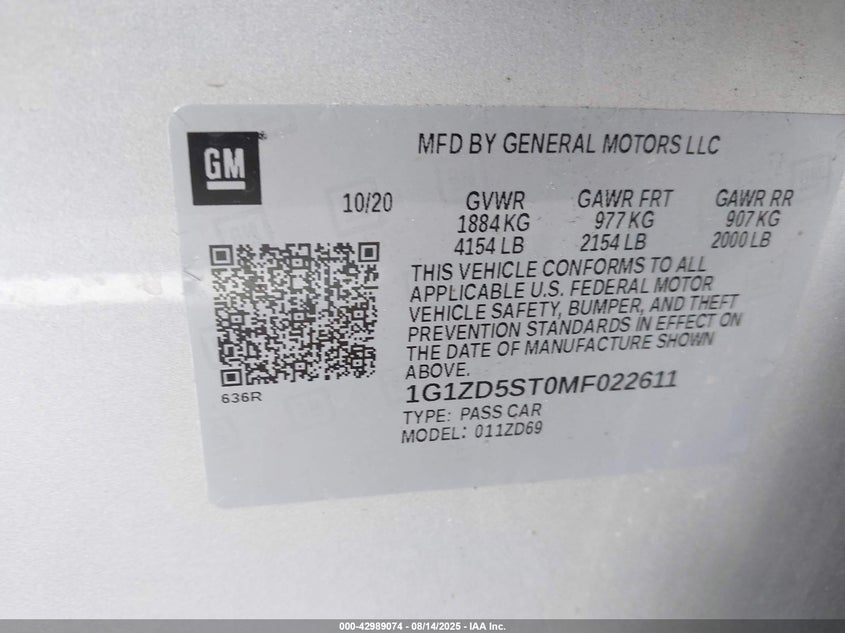 GM
MFD BY GENERAL MOTORS LLC
10/20
GVWR GAWR FRT GAWR RR
1884 KG 977 KG 907 KG
4154 LB 2154 LB 2000 LB
THIS VEHICLE CONFORMS TO ALL
APPLICABLE U.S. FEDERAL MOTOR
VEHICLE SAFETY, BUMPER, AND THEFT
PREVENTION STANDARDS IN EFFECT ON
THE DATE OF MANUFACTURE SHOWN
ABOVE.
636R
1G1ZD5ST0MF022611
TYPE: PASS CAR
MODEL: 011ZD69
000-42989074 - 08/14/2025 - IAA Inc.